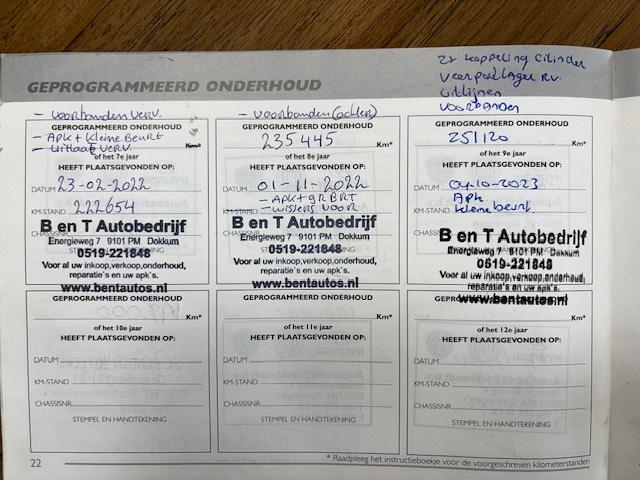 2x koppeling cilinder
veerpootlager RV.
uitlijnen
voorbanden
GEPROGRAMMEERD ONDERHOUD
- voorbanden verv.
GEPROGRAMMEERD ONDERHOUD
- APK + kleine Beurt
- uitlaat verv. Km*
of het 7e jaar
HEEFT PLAATSGEVONDEN OP:
DATUM 23-02-2022
KM-STAND 222654
CHASSISNR.
B en T Autobedrijf
Energieweg 7 9101 PM Dokkum
0519-221848
Voor al uw inkoop,verkoop,onderhoud,
reparatie's en uw apk's.
www.bentautos.nl
- voorbanden (achter)
GEPROGRAMMEERD ONDERHOUD
235445 Km*
of het 8e jaar
HEEFT PLAATSGEVONDEN OP:
DATUM 01-11-2022
- APK + GR BRT
KM-STAND - wissers voor
CHASSISNR.
B en T Autobedrijf
Energieweg 7 9101 PM Dokkum
0519-221848
Voor al uw inkoop,verkoop,onderhoud,
reparatie's en uw apk's.
www.bentautos.nl
GEPROGRAMMEERD ONDERHOUD
251120 Km*
of het 9e jaar
HEEFT PLAATSGEVONDEN OP:
DATUM 04-10-2023
Apk
KM-STAND kleine beurt.
CHASSISNR.
B en T Autobedrijf
Energieweg 7 9101 PM Dokkum
0519-221848
Voor al uw inkoop,verkoop,onderhoud,
reparatie's en uw apk's.
www.bentautos.nl
GEPROGRAMMEERD ONDERHOUD
Km*
of het 10e jaar
HEEFT PLAATSGEVONDEN OP:
DATUM
KM-STAND
CHASSISNR.
STEMPEL EN HANDTEKENING
GEPROGRAMMEERD ONDERHOUD
Km*
of het 11e jaar
HEEFT PLAATSGEVONDEN OP:
DATUM
KM-STAND
CHASSISNR.
STEMPEL EN HANDTEKENING
GEPROGRAMMEERD ONDERHOUD
Km*
of het 12e jaar
HEEFT PLAATSGEVONDEN OP:
DATUM
KM-STAND
CHASSISNR.
STEMPEL EN HANDTEKENING
22
* Raadpleeg het instructieboekje voor de voorgeschreven kilometerstanden